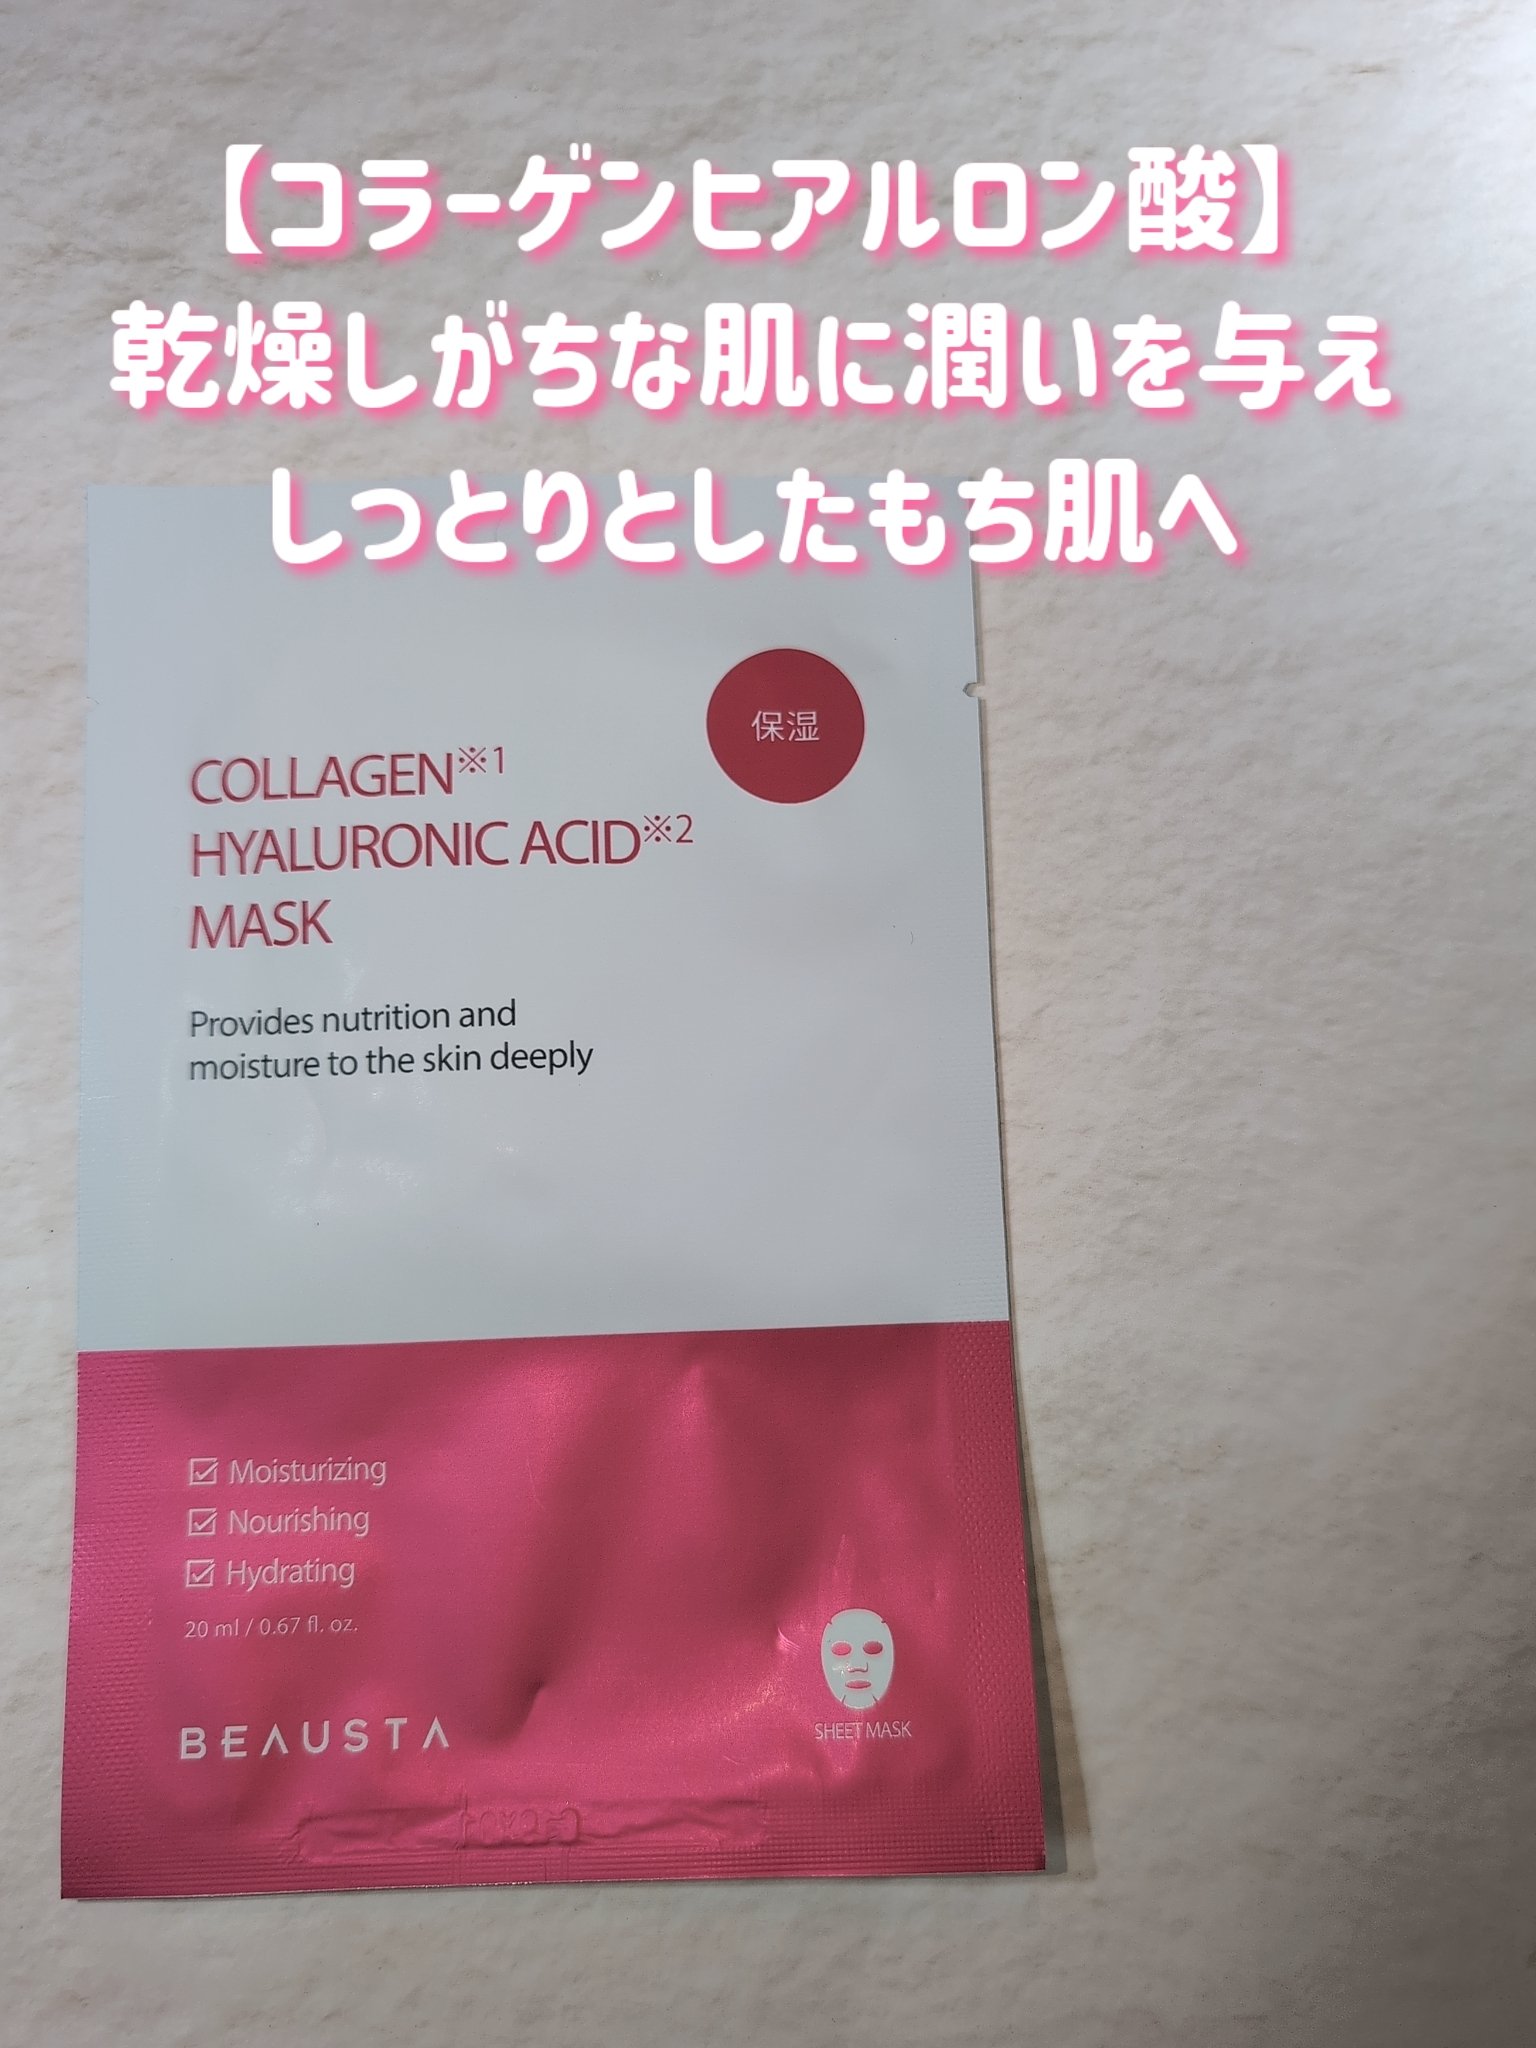 【コラーゲンヒアルロン酸】
乾燥しがちな肌に潤いを与え
しっとりとしたもち肌へ
保湿
COLLAGEN※1
HYALURONIC ACID※2
MASK
Provides nutrition and
moisture to the skin deeply
☑ Moisturizing
☑ Nourishing
☑ Hydrating
20 ml / 0.67 fl. oz.
BEAUSTA
SHEET MASK